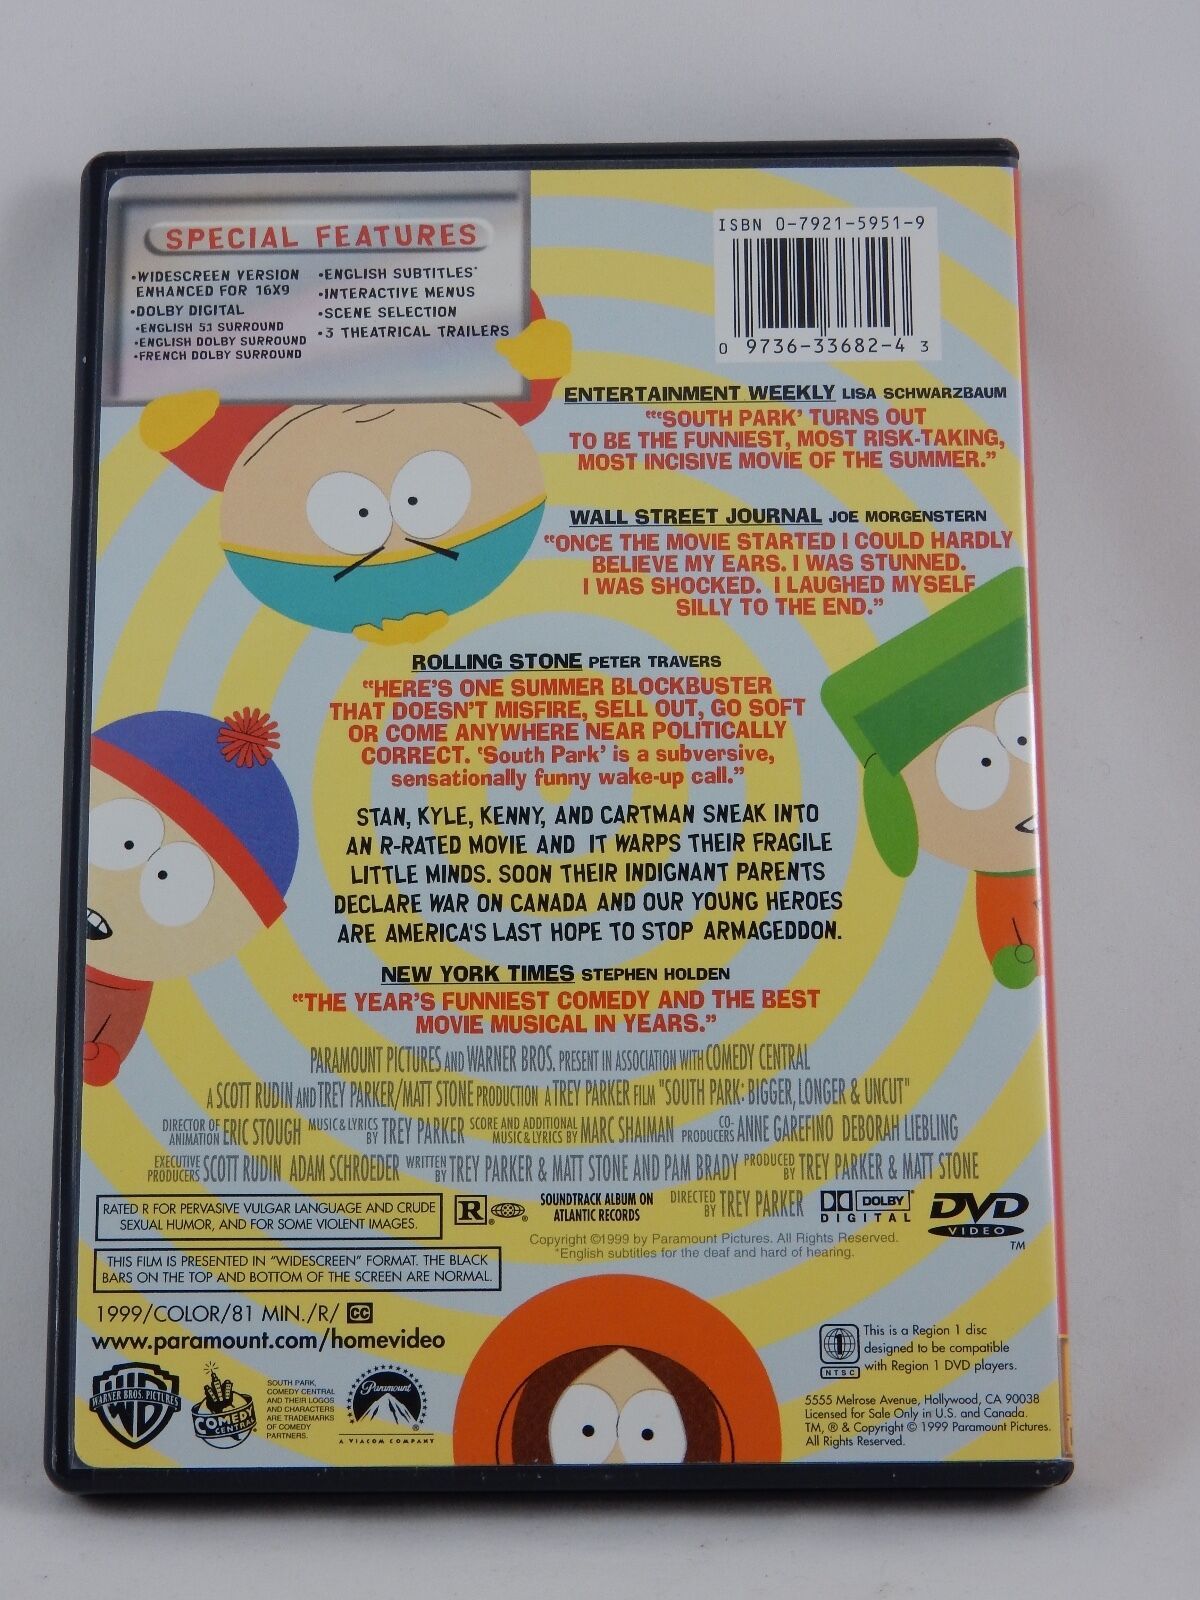 SPECIAL FEATURES
•WIDESCREEN VERSION
ENHANCED FOR 16X9
•DOLBY DIGITAL
•ENGLISH 5.1 SURROUND
•ENGLISH DOLBY SURROUND
•FRENCH DOLBY SURROUND
•ENGLISH SUBTITLES*
•INTERACTIVE MENUS
•SCENE SELECTION
•3 THEATRICAL TRAILERS
ISBN 0-7921-5951-9
0 9736-33682-4 3
ENTERTAINMENT WEEKLY LISA SCHWARZBAUM
"'SOUTH PARK' TURNS OUT
TO BE THE FUNNIEST, MOST RISK-TAKING,
MOST INCISIVE MOVIE OF THE SUMMER."
WALL STREET JOURNAL JOE MORGENSTERN
"ONCE THE MOVIE STARTED I COULD HARDLY
BELIEVE MY EARS. I WAS STUNNED.
I WAS SHOCKED. I LAUGHED MYSELF
SILLY TO THE END."
ROLLING STONE PETER TRAVERS
"HERE'S ONE SUMMER BLOCKBUSTER
THAT DOESN'T MISFIRE, SELL OUT, GO SOFT
OR COME ANYWHERE NEAR POLITICALLY
CORRECT. 'South Park' is a subversive,
sensationally funny wake-up call."
STAN, KYLE, KENNY, AND CARTMAN SNEAK INTO
AN R-RATED MOVIE AND IT WARPS THEIR FRAGILE
LITTLE MINDS. SOON THEIR INDIGNANT PARENTS
DECLARE WAR ON CANADA AND OUR YOUNG HEROES
ARE AMERICA'S LAST HOPE TO STOP ARMAGEDDON.
NEW YORK TIMES STEPHEN HOLDEN
"THE YEAR'S FUNNIEST COMEDY AND THE BEST
MOVIE MUSICAL IN YEARS."
PARAMOUNT PICTURES AND WARNER BROS. PRESENT IN ASSOCIATION WITH COMEDY CENTRAL
A SCOTT RUDIN AND TREY PARKER/MATT STONE PRODUCTION A TREY PARKER FILM "SOUTH PARK: BIGGER, LONGER & UNCUT"
DIRECTOR OF ANIMATION ERIC STOUGH MUSIC & LYRICS BY TREY PARKER SCORE AND ADDITIONAL MUSIC & LYRICS BY MARC SHAIMAN CO-PRODUCERS ANNE GAREFINO DEBORAH LIEBLING
EXECUTIVE PRODUCERS SCOTT RUDIN ADAM SCHROEDER WRITTEN BY TREY PARKER & MATT STONE AND PAM BRADY PRODUCED BY TREY PARKER & MATT STONE
RATED R FOR PERVASIVE VULGAR LANGUAGE AND CRUDE
SEXUAL HUMOR, AND FOR SOME VIOLENT IMAGES.
R ®
SOUNDTRACK ALBUM ON
ATLANTIC RECORDS
DIRECTED BY TREY PARKER
DOLBY®
DIGITAL
DVD
VIDEO
TM
Copyright ©1999 by Paramount Pictures. All Rights Reserved.
*English subtitles for the deaf and hard of hearing.
THIS FILM IS PRESENTED IN "WIDESCREEN" FORMAT. THE BLACK
BARS ON THE TOP AND BOTTOM OF THE SCREEN ARE NORMAL.
1999/COLOR/81 MIN./R/ CC
www.paramount.com/homevideo
WARNER BROS. PICTURES
WB
COMEDY
CENTRAL
SOUTH PARK,
COMEDY CENTRAL
AND THEIR LOGOS
AND CHARACTERS
ARE TRADEMARKS
OF COMEDY
PARTNERS.
Paramount
®
A VIACOM COMPANY
1
NTSC
This is a Region 1 disc
designed to be compatible
with Region 1 DVD players.
5555 Melrose Avenue, Hollywood, CA 90038
Licensed for Sale Only in U.S. and Canada.
TM, ® & Copyright © 1999 Paramount Pictures.
All Rights Reserved.